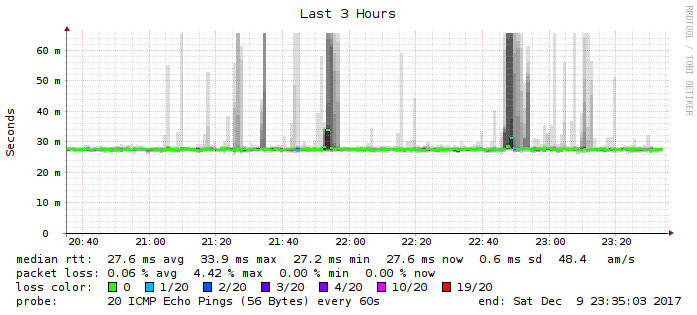 Last 3 Hours
RRDTOOL / TOBI OETIKER
Seconds
60 m
50 m
40 m
30 m
20 m
10 m
0
20:40 21:00 21:20 21:40 22:00 22:20 22:40 23:00 23:20
median rtt: 27.6 ms avg 33.9 ms max 27.2 ms min 27.6 ms now 0.6 ms sd 48.4 am/s
packet loss: 0.06 % avg 4.42 % max 0.00 % min 0.00 % now
loss color: 0 1/20 2/20 3/20 4/20 10/20 19/20
probe: 20 ICMP Echo Pings (56 Bytes) every 60s end: Sat Dec 9 23:35:03 2017